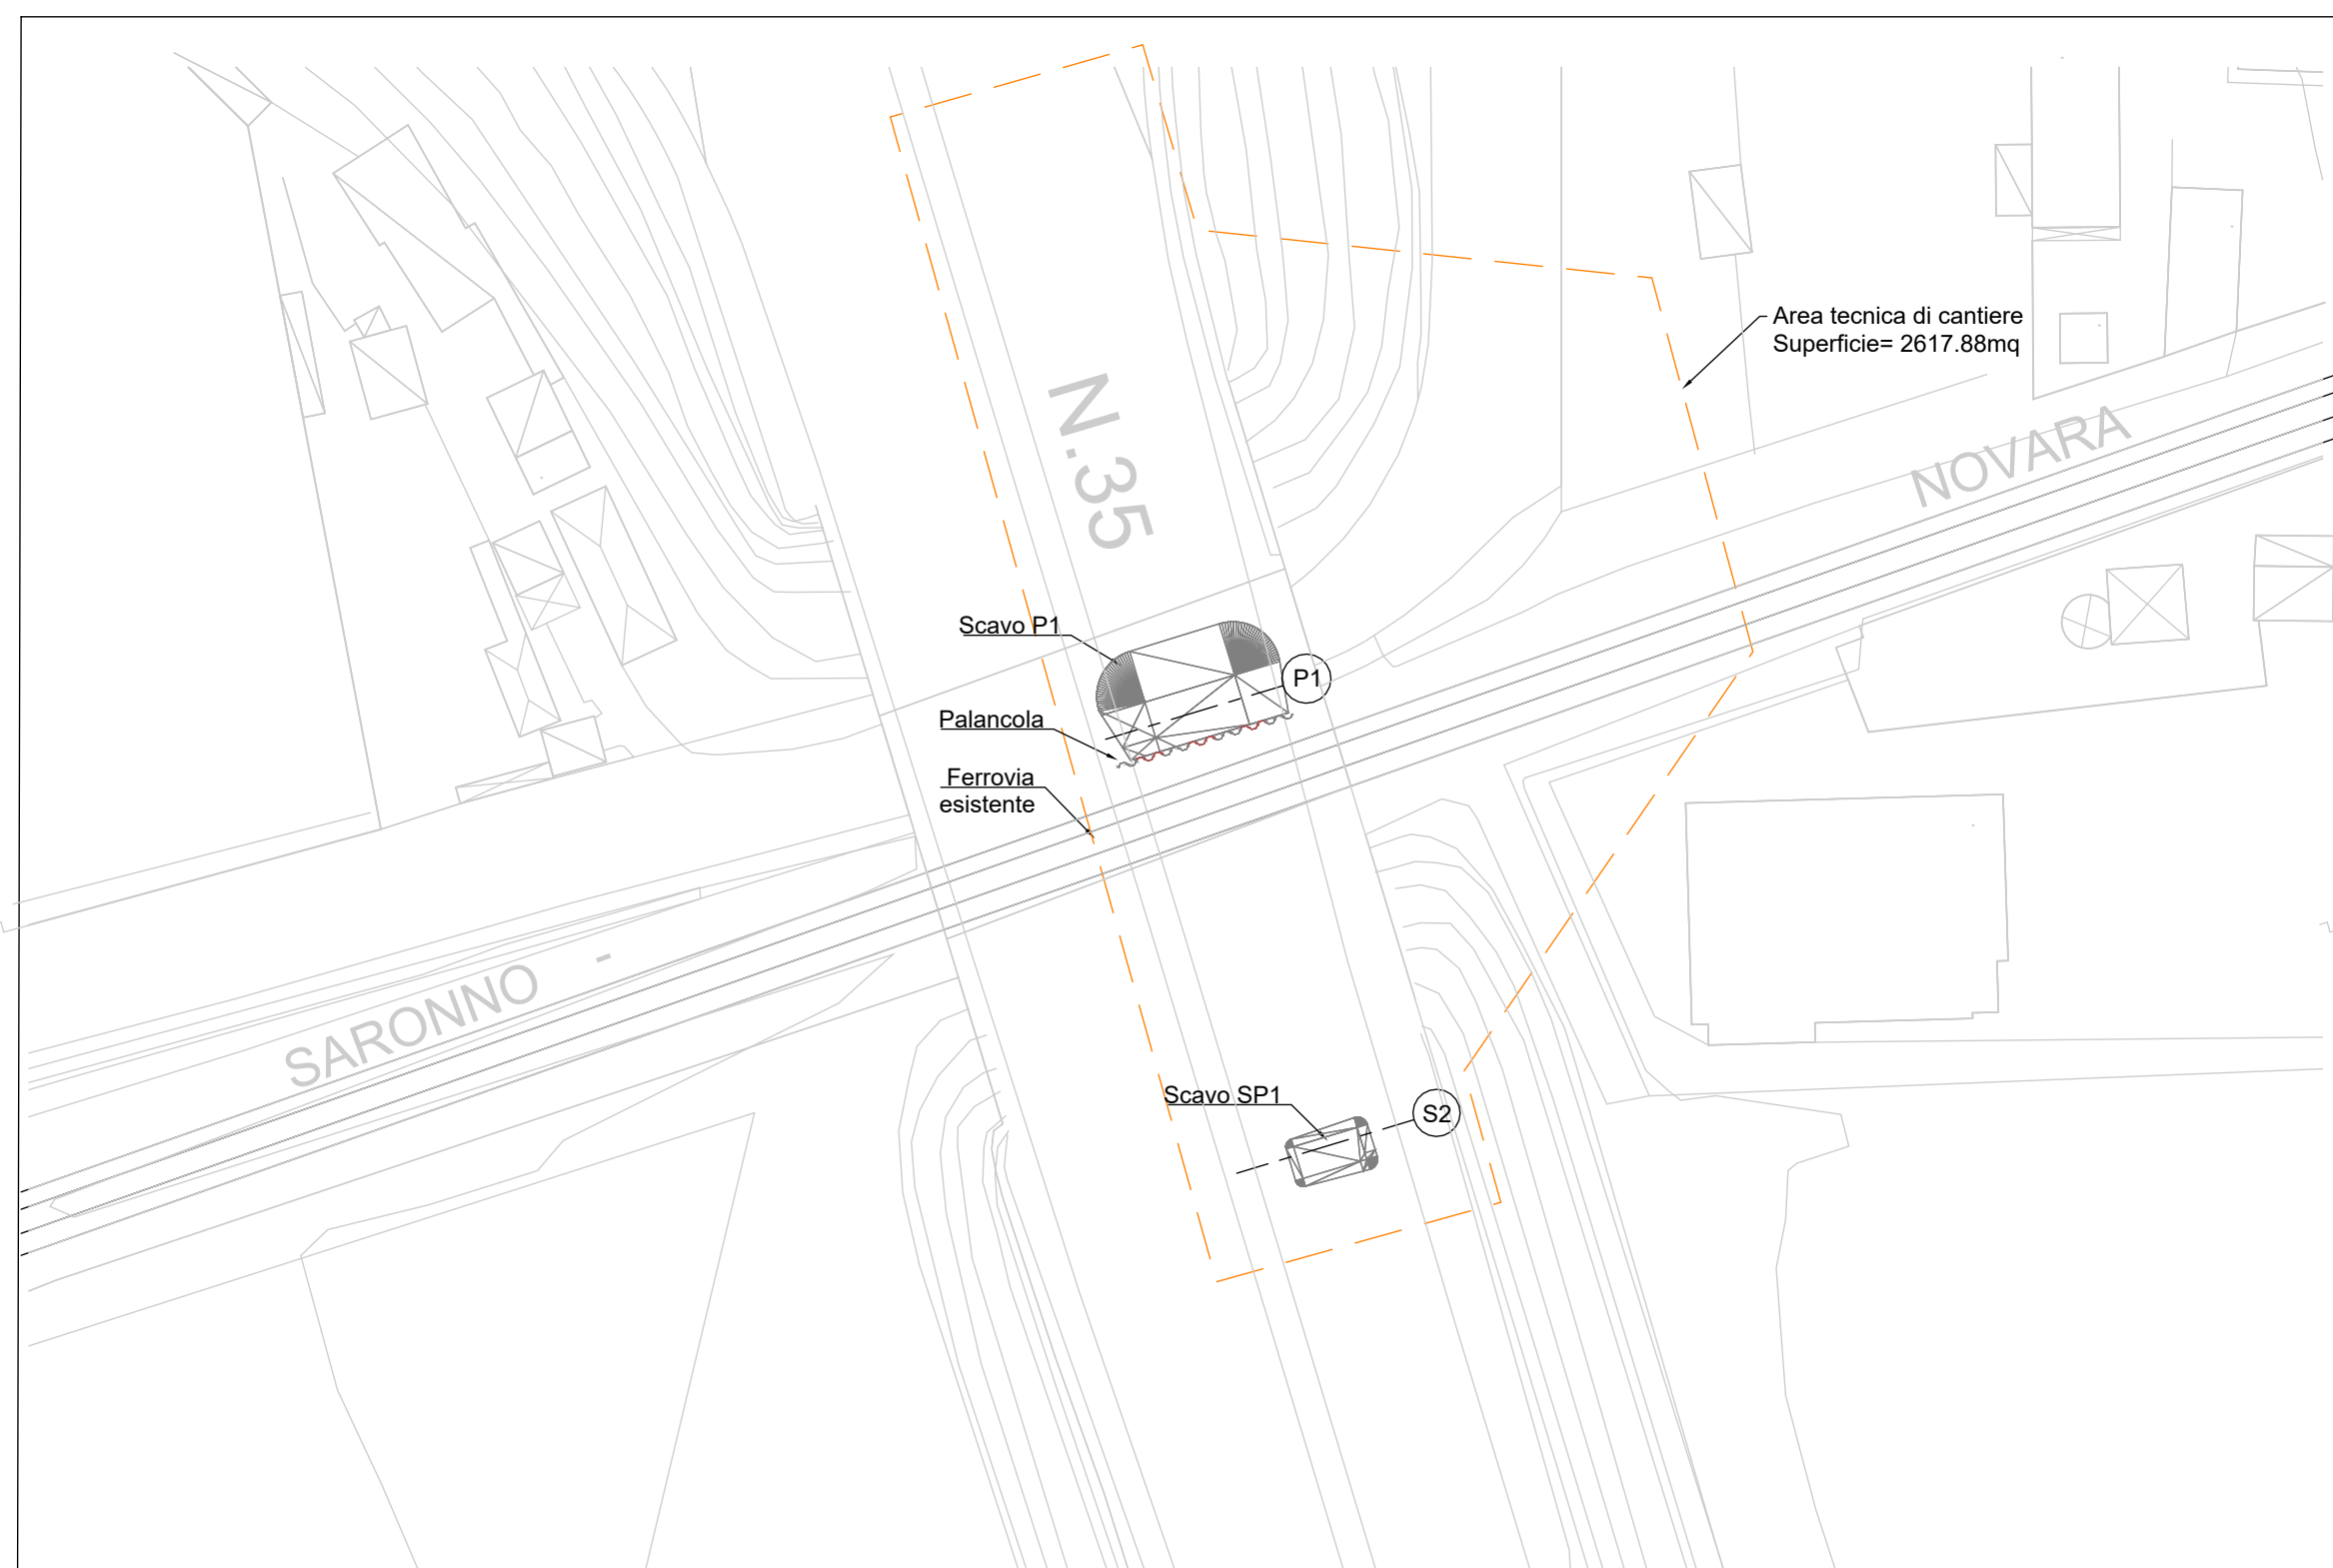 Area tecnica di cantiere
Superficie= 2617.88mq
N.35
NOVARA
Scavo P1
P1
Palancola
Ferrovia
esistente
SARONNO -
Scavo SP1
S2